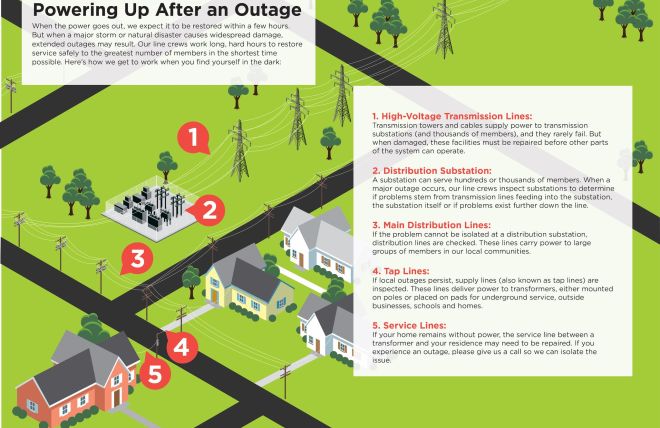 Powering Up After an Outage
When the power goes out, we expect it to be restored within a few hours.
But when a major storm or natural disaster causes widespread damage,
extended outages may result. Our line crews work long, hard hours to restore
service safely to the greatest number of members in the shortest time
possible. Here's how we get to work when you find yourself in the dark:
1
2
3
4
5
1. High-Voltage Transmission Lines:
Transmission towers and cables supply power to transmission
substations (and thousands of members), and they rarely fail. But
when damaged, these facilities must be repaired before other parts
of the system can operate.
2. Distribution Substation:
A substation can serve hundreds or thousands of members. When a
major outage occurs, our line crews inspect substations to determine
if problems stem from transmission lines feeding into the substation,
the substation itself or if problems exist further down the line.
3. Main Distribution Lines:
If the problem cannot be isolated at a distribution substation,
distribution lines are checked. These lines carry power to large
groups of members in our local communities.
4. Tap Lines:
If local outages persist, supply lines (also known as tap lines) are
inspected. These lines deliver power to transformers, either mounted
on poles or placed on pads for underground service, outside
businesses, schools and homes.
5. Service Lines:
If your home remains without power, the service line between a
transformer and your residence may need to be repaired. If you
experience an outage, please give us a call so we can isolate the
issue.